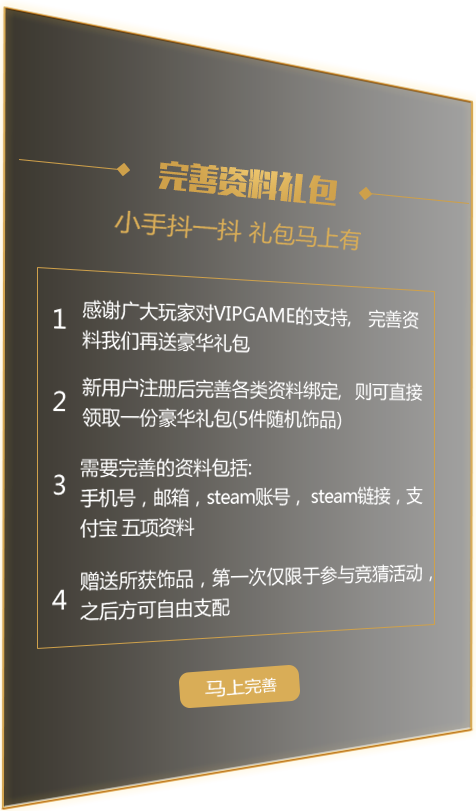 完善资料礼包
小手抖一抖 礼包马上有
1 感谢广大玩家对VIPGAME的支持, 完善资
料我们再送豪华礼包
2 新用户注册后完善各类资料绑定, 则可直接
领取一份豪华礼包(5件随机饰品)
3 需要完善的资料包括:
手机号，邮箱，steam账号，steam链接，支
付宝 五项资料
4 赠送所获饰品，第一次仅限于参与竞猜活动，
之后方可自由支配
马上完善